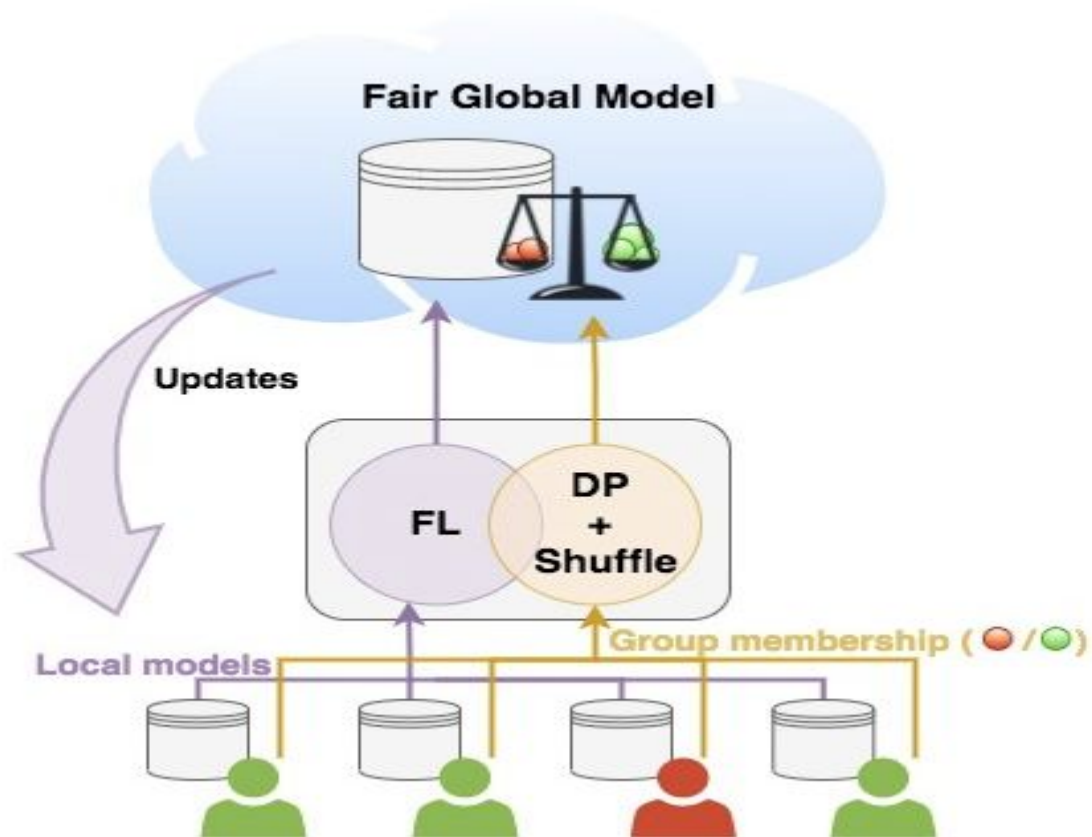 Fair Global Model
Updates
FL
DP
+
Shuffle
Group membership ( / )
Local models